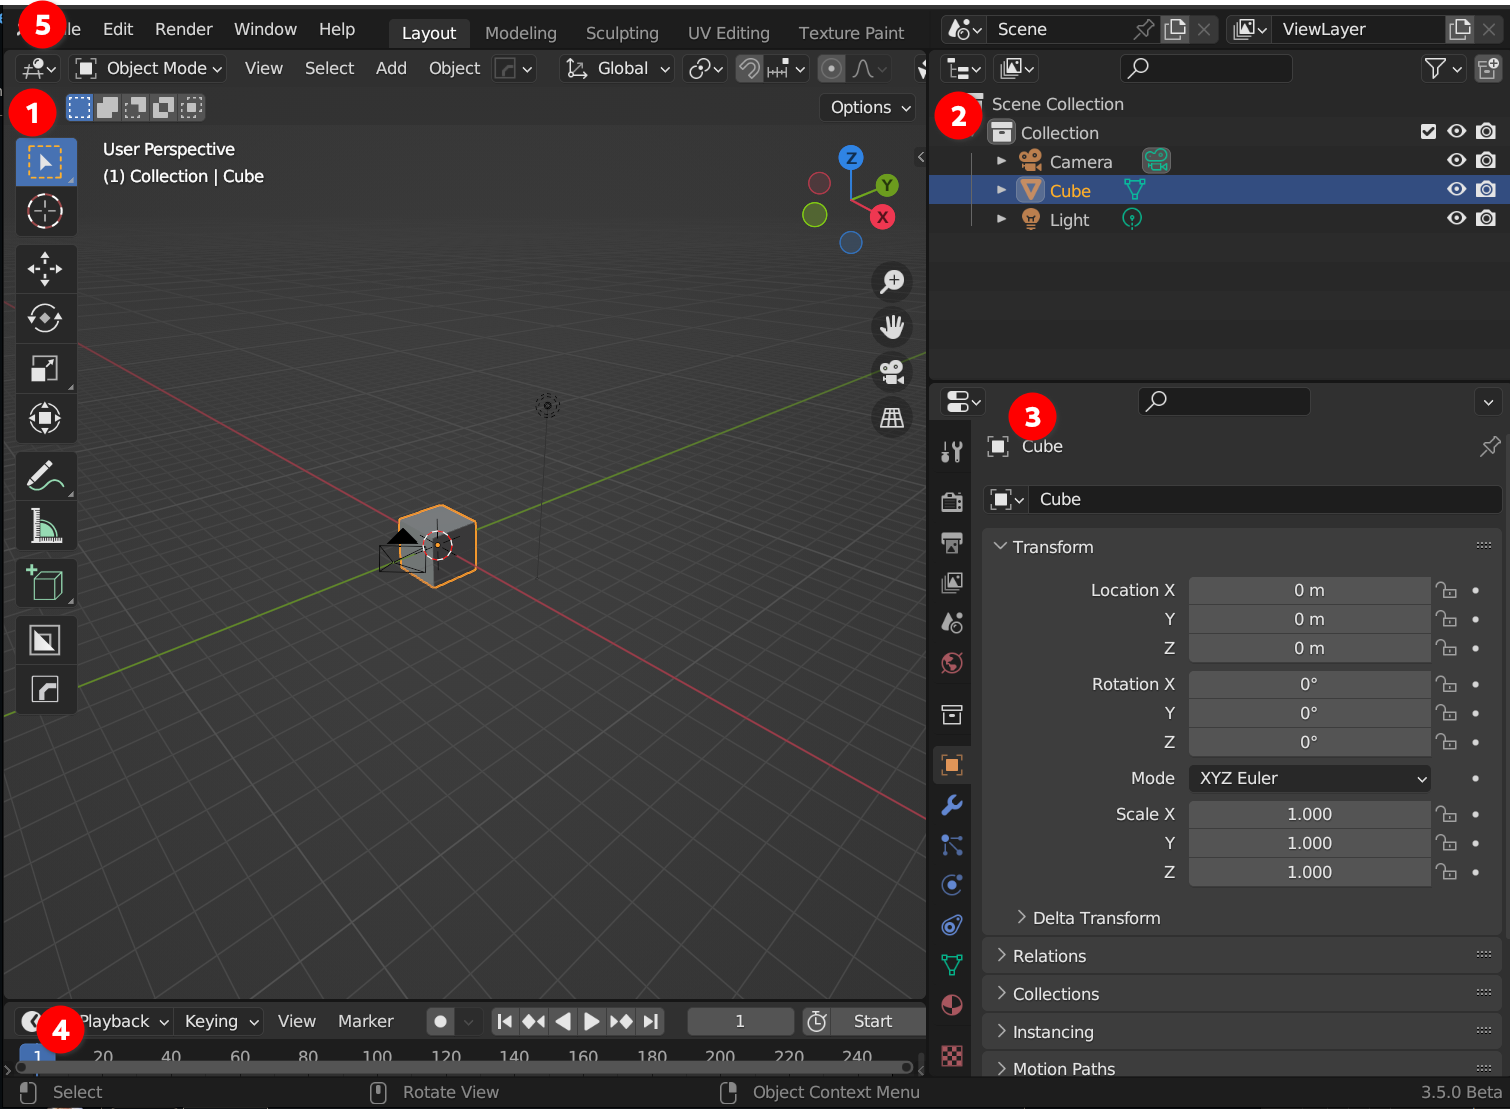 5 Edit Render Window Help Layout Modeling Sculpting UV Editing Texture Paint Scene ViewLayer
Object Mode View Select Add Object Global
1 Options
User Perspective
(1) Collection | Cube
Z
Y
X
2 Scene Collection
Collection
Camera
Cube
Light
3
Cube
Cube
Transform
Location X 0 m
Y 0 m
Z 0 m
Rotation X 0°
Y 0°
Z 0°
Mode XYZ Euler
Scale X 1.000
Y 1.000
Z 1.000
Delta Transform
Relations
Collections
Instancing
Motion Paths
4 Playback Keying View Marker 1 Start
1 20 40 60 80 100 120 140 160 180 200 220 240
Select Rotate View Object Context Menu 3.5.0 Beta